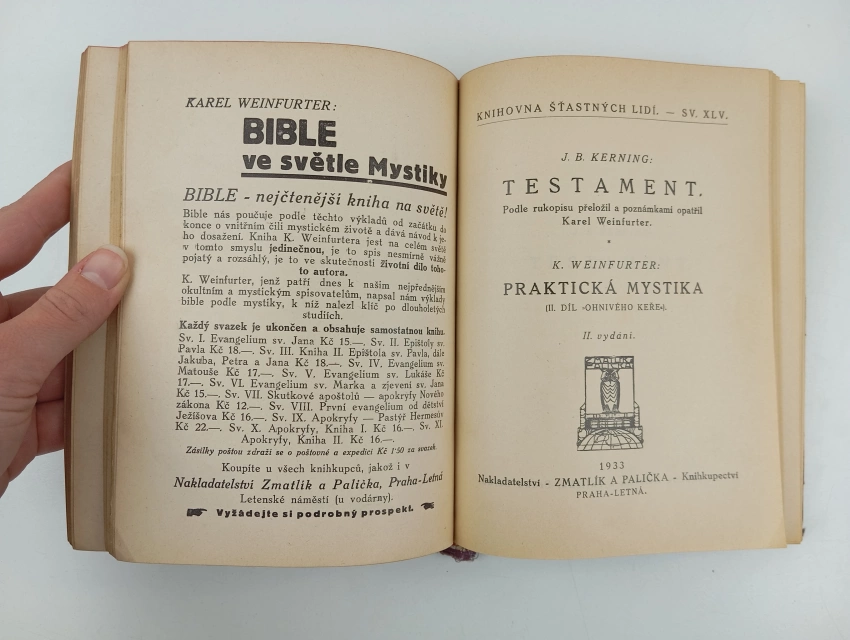 KAREL WEINFURTER:
BIBLE
ve světle Mystiky
BIBLE - nejčtenější kniha na světě!
Bible nás poučuje podle těchto výkladů od začátku do
konce o vnitřním čili mystickém životě a dává návod k je-
ho dosažení. Kniha K. Weinfurtera jest na celém světě
v tomto smyslu jedinečnou, je to spis nesmírně vážně
pojatý a rozsáhlý, je to ve skutečnosti životní dílo toho-
to autora.
K. Weinfurter, jenž patří dnes k našim nejpřednějším
okultním a mystickým spisovatelům, napsal nám výklady
bible podle mystiky, k níž nalezl klíč po dlouholetých
studiích.
Každý svazek je ukončen a obsahuje samostatnou knihu.
Sv. I. Evangelium sv. Jana Kč 15.—. Sv. II. Epištoly sv.
Pavla Kč 18.—. Sv. III. Kniha II. Epištola sv. Pavla, dále
Jakuba, Petra a Jana Kč 18.—. Sv. IV. Evangelium sv.
Matouše Kč 17.—. Sv. V. Evangelium sv. Lukáše Kč
17.—. Sv. VI. Evangelium sv. Marka a zjevení sv. Jana
Kč 15.—. Sv. VII. Skutkové apoštolů — apokryfy Nového
zákona Kč 12.—. Sv. VIII. První evangelium od dětství
Ježíšova Kč 16.—. Sv. IX. Apokryfy — Pastýř Hermesův
Kč 22.—. Sv. X. Apokryfy, Kniha I. Kč 16.—. Sv. XI.
Apokryfy, Kniha II. Kč 16.—.
Zásilky poštou zdraží se o poštovné a expedici Kč 1·50 za svazek.
Koupíte u všech knihkupců, jakož i v
Nakladatelství Zmatlík a Palička, Praha-Letná
Letenské náměstí (u vodárny).
Vyžádejte si podrobný prospekt.
KNIHOVNA ŠŤASTNÝCH LIDÍ. — SV. XLV.
J. B. KERNING:
TESTAMENT.
Podle rukopisu přeložil a poznámkami opatřil
Karel Weinfurter.
*
K. WEINFURTER:
PRAKTICKÁ MYSTIKA
(II. DÍL »OHNIVÉHO KEŘE«).
II. vydání.
1933
Nakladatelství - ZMATLÍK A PALIČKA - Knihkupectví
PRAHA-LETNÁ.